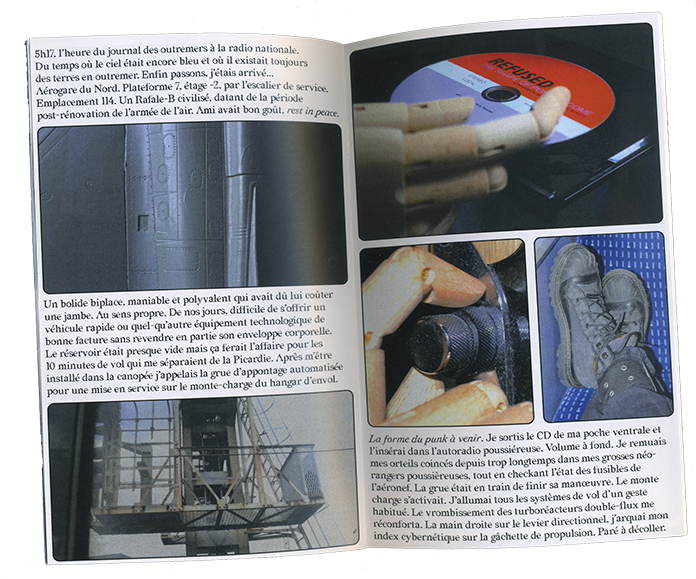 5h17, l'heure du journal des outremers à la radio nationale.
Du temps où le ciel était encore bleu et où il existait toujours
des terres en outremer. Enfin passons, j'étais arrivé...
Aérogare du Nord. Plateforme 7, étage -2, par l'escalier de service.
Emplacement 114. Un Rafale-B civilisé, datant de la période
post-rénovation de l'armée de l'air. Ami avait bon goût, rest in peace.
Un bolide biplace, maniable et polyvalent qui avait dû lui coûter
une jambe. Au sens propre. De nos jours, difficile de s'offrir un
véhicule rapide ou quel-qu'autre équipement technologique de
bonne facture sans revendre en partie son enveloppe corporelle.
Le réservoir était presque vide mais ça ferait l'affaire pour les
10 minutes de vol qui me séparaient de la Picardie. Après m'être
installé dans la canopée j'appelais la grue d'appontage automatisée
pour une mise en service sur le monte-charge du hangar d'envol.
REFUSED
La forme du punk à venir. Je sortis le CD de ma poche ventrale et
l'insérai dans l'autoradio poussiéreuse. Volume à fond. Je remuais
mes orteils coincés depuis trop longtemps dans mes grosses néo-
rangers poussièreuses, tout en checkant l'état des fusibles de
l'aéronef. La grue était en train de finir sa manœuvre. Le monte
charge s'activait. J'allumai tous les systèmes de vol d'un geste
habitué. Le vrombissement des turboréacteurs double-flux me
réconforta. La main droite sur le levier directionnel, j'arquai mon
index cybernétique sur la gâchette de propulsion. Paré à décoller.